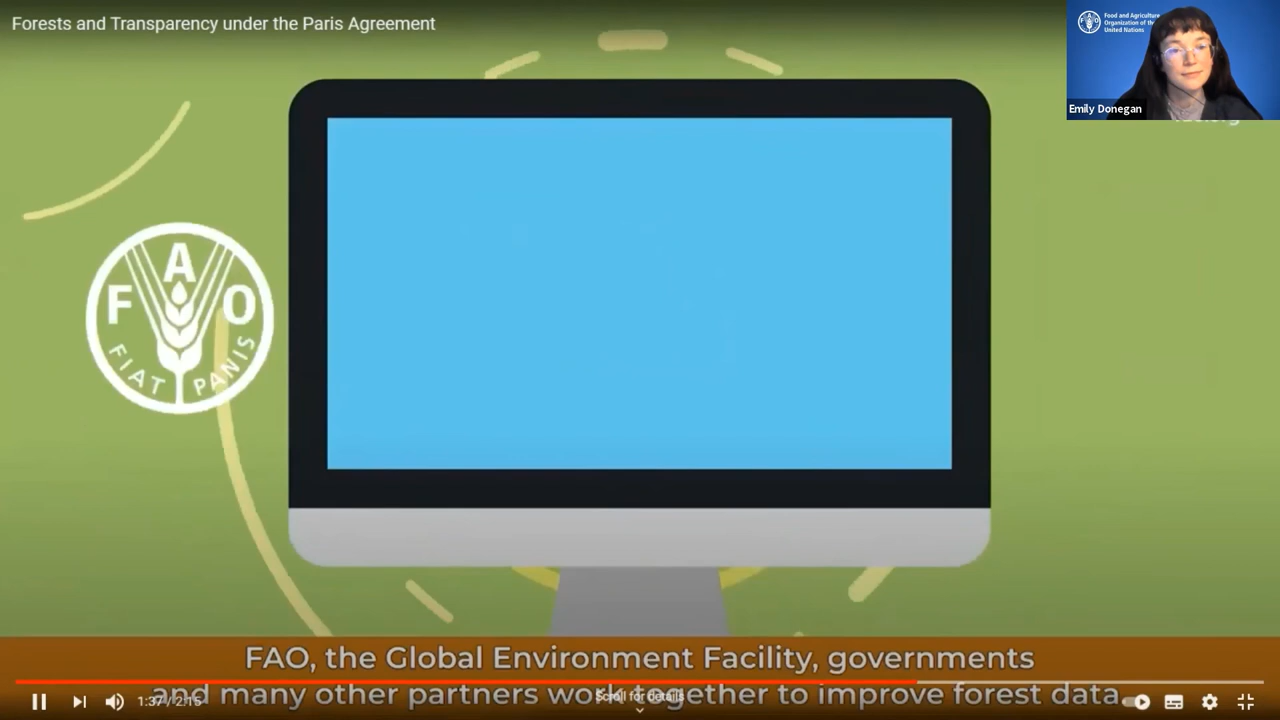 Forests and Transparency under the Paris Agreement
FAO
Food and Agriculture
Organization of the
United Nations
Emily Donegan
F A O
FIAT PANIS
FAO, the Global Environment Facility, governments
and many other partners work together to improve forest data
Scroll for details
1:37 / 2:15